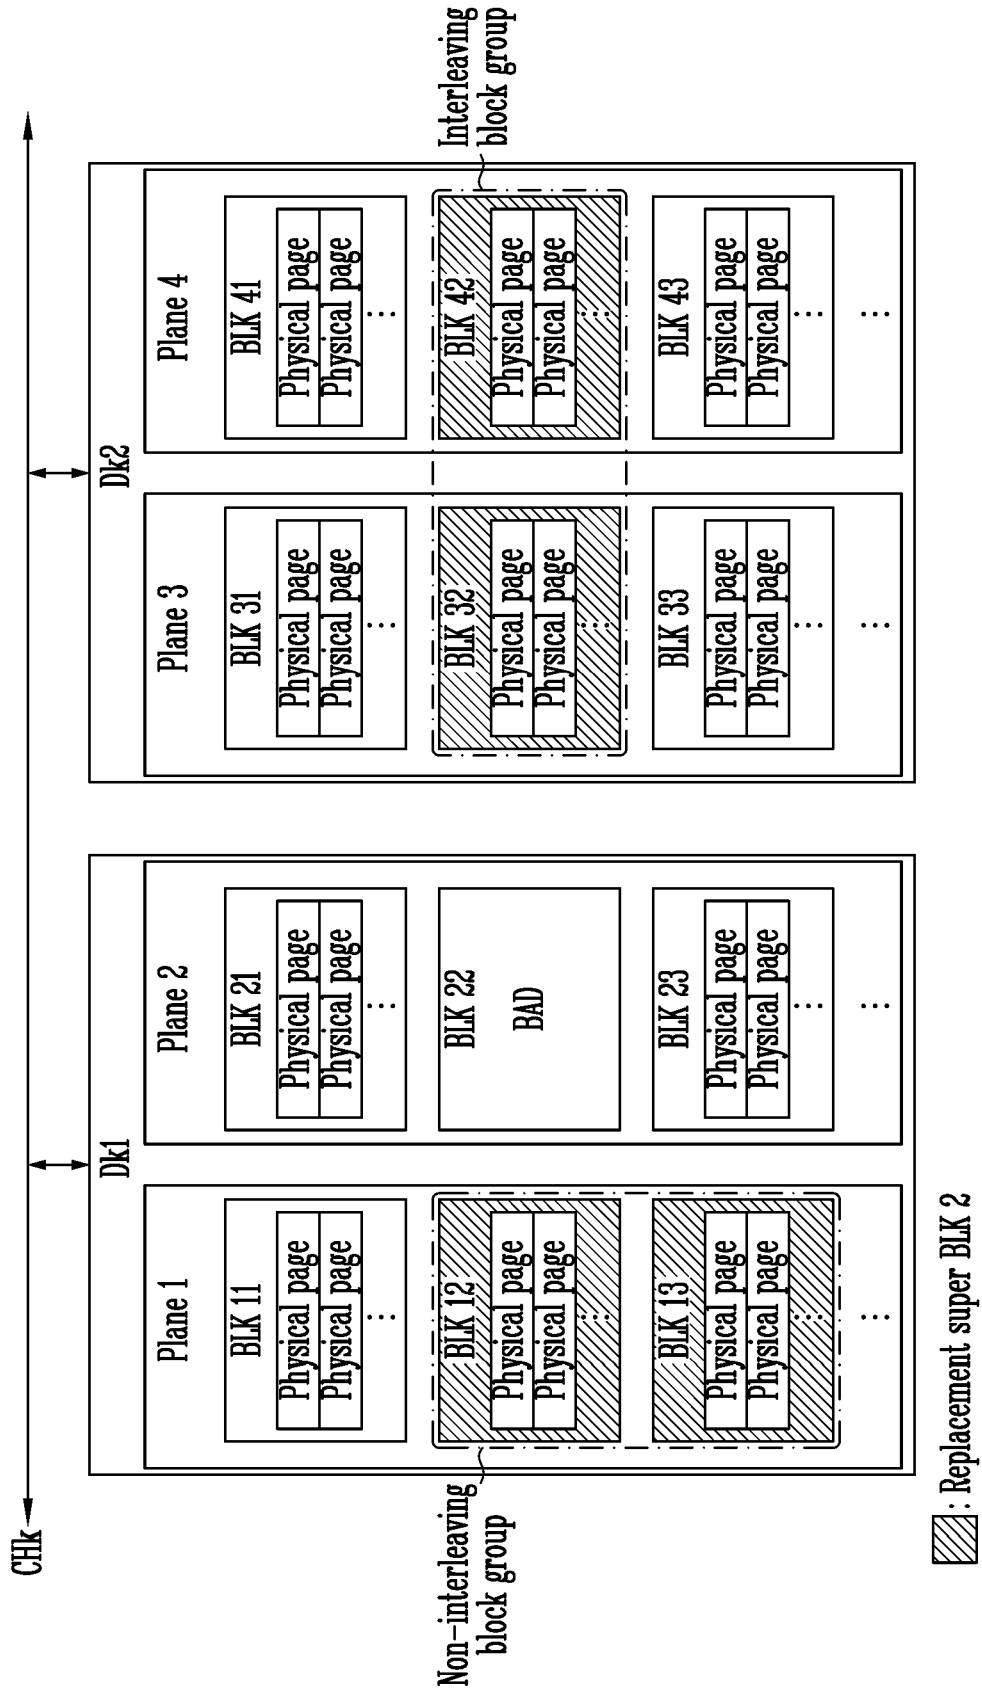 CHk
Dk1
Dk2
Plane 1
Plane 2
Plane 3
Plane 4
BLK 11
Physical page
Physical page
BLK 21
Physical page
Physical page
BLK 31
Physical page
Physical page
BLK 41
Physical page
Physical page
Non-interleaving
block group
BLK 12
Physical page
Physical page
BLK 22
BAD
BLK 32
Physical page
Physical page
BLK 42
Physical page
Physical page
Interleaving
block group
BLK 13
Physical page
Physical page
BLK 23
Physical page
Physical page
BLK 33
Physical page
Physical page
BLK 43
Physical page
Physical page
: Replacement super BLK 2